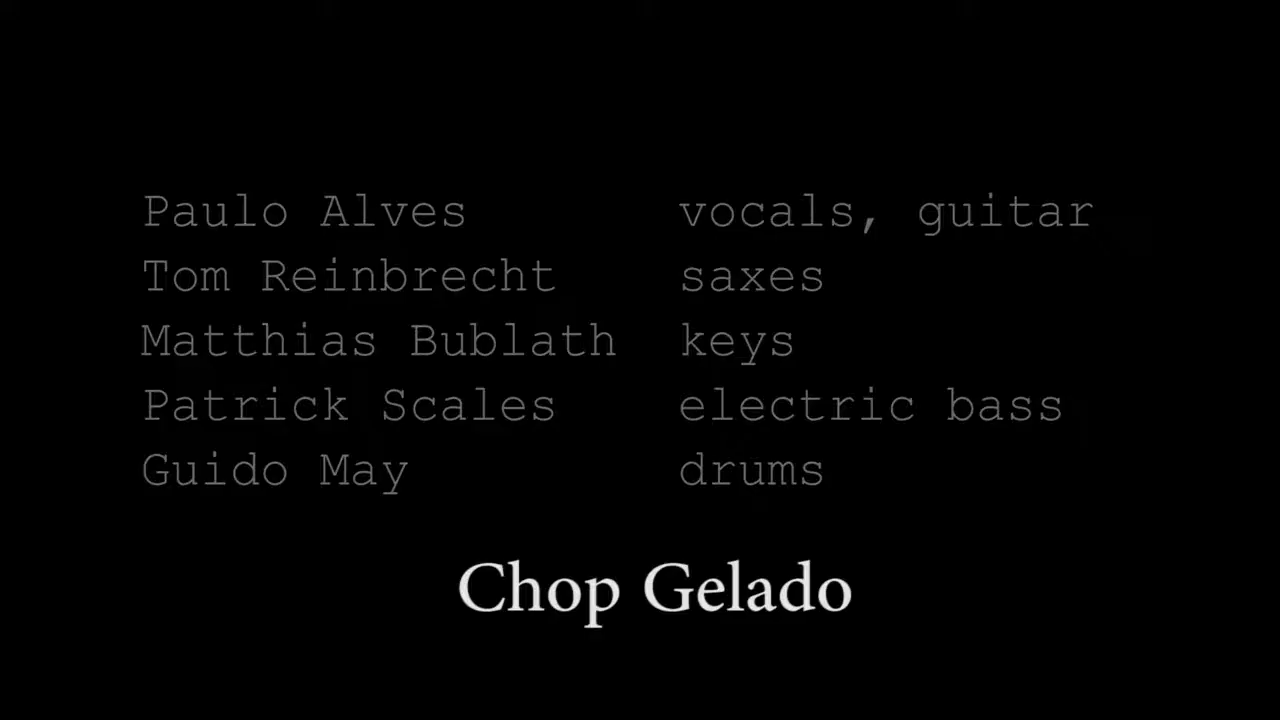 Paulo Alves vocals, guitar
Tom Reinbrecht saxes
Matthias Bublath keys
Patrick Scales electric bass
Guido May drums
Chop Gelado